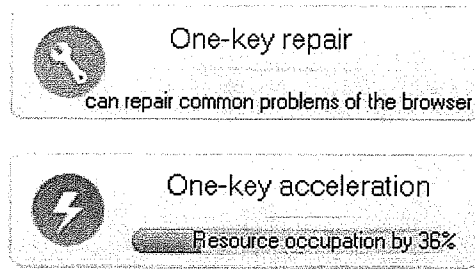 One-key repair
can repair common problems of the browser
One-key acceleration
Resource occupation by 36%